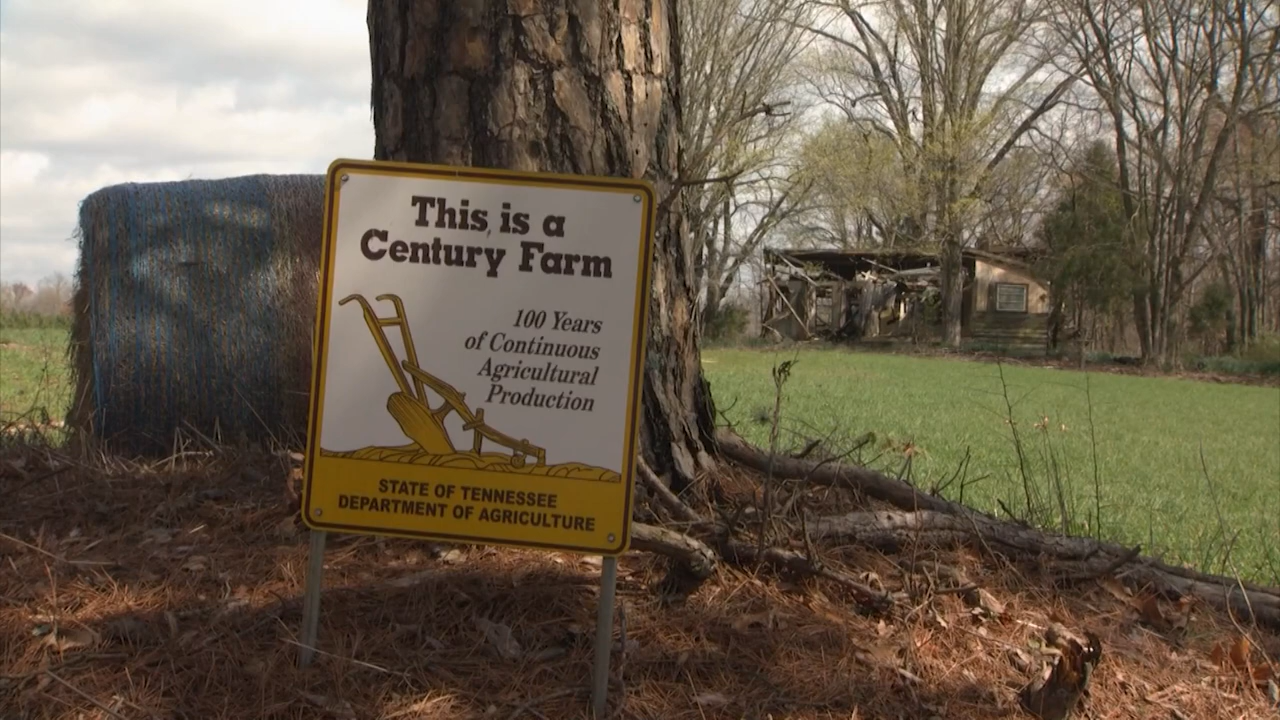 This is a
Century Farm
100 Years
of Continuous
Agricultural
Production
STATE OF TENNESSEE
DEPARTMENT OF AGRICULTURE